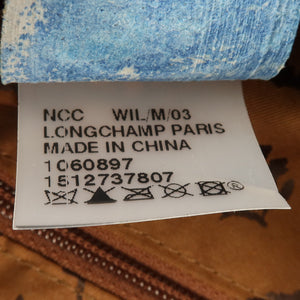 NCC WIL/M/03
LONGCHAMP PARIS
MADE IN CHINA
1060897
1512737807
®